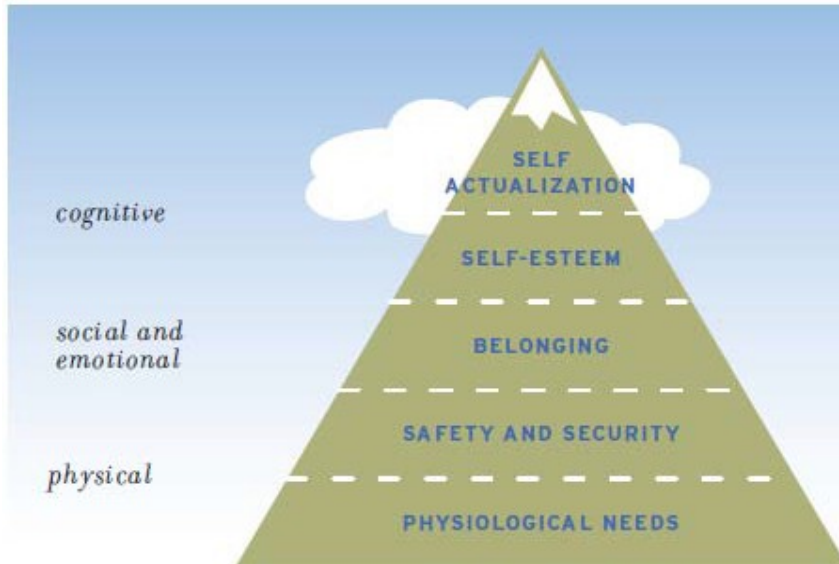 SELF
ACTUALIZATION
cognitive
SELF-ESTEEM
social and
emotional
BELONGING
SAFETY AND SECURITY
physical
PHYSIOLOGICAL NEEDS